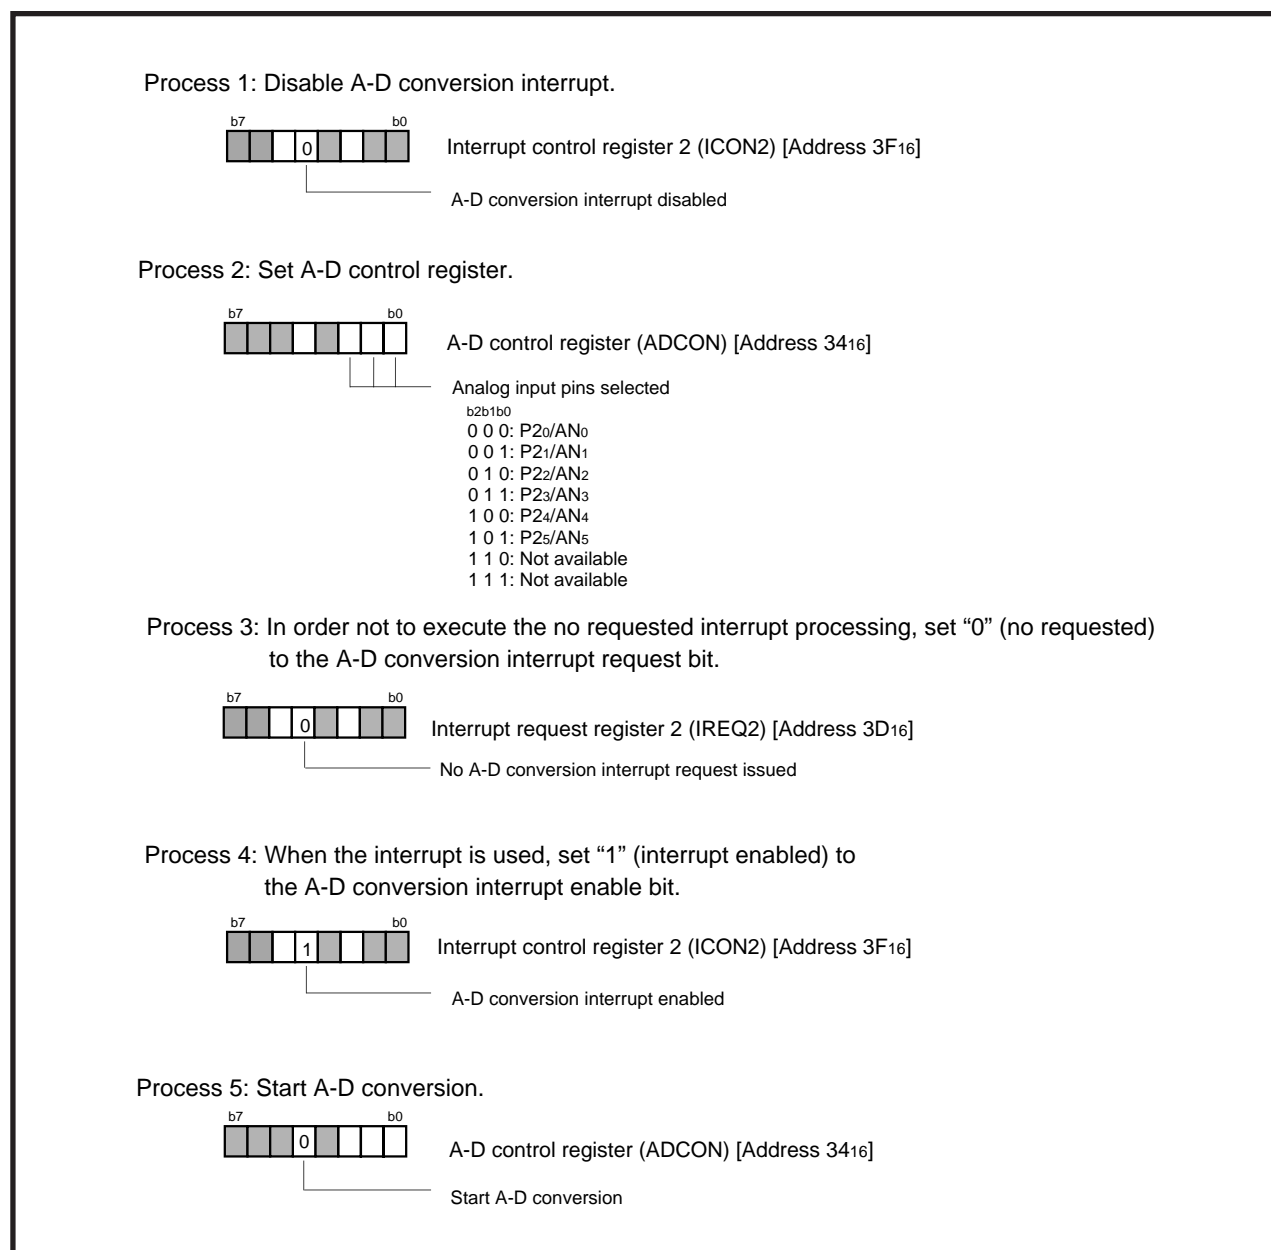 Process 1: Disable A-D conversion interrupt.
b7 b0
0
Interrupt control register 2 (ICON2) [Address 3F16]
A-D conversion interrupt disabled
Process 2: Set A-D control register.
b7 b0
A-D control register (ADCON) [Address 3416]
Analog input pins selected
b2b1b0
0 0 0: P20/AN0
0 0 1: P21/AN1
0 1 0: P22/AN2
0 1 1: P23/AN3
1 0 0: P24/AN4
1 0 1: P25/AN5
1 1 0: Not available
1 1 1: Not available
Process 3: In order not to execute the no requested interrupt processing, set “0” (no requested)
to the A-D conversion interrupt request bit.
b7 b0
0
Interrupt request register 2 (IREQ2) [Address 3D16]
No A-D conversion interrupt request issued
Process 4: When the interrupt is used, set “1” (interrupt enabled) to
the A-D conversion interrupt enable bit.
b7 b0
1
Interrupt control register 2 (ICON2) [Address 3F16]
A-D conversion interrupt enabled
Process 5: Start A-D conversion.
b7 b0
0
A-D control register (ADCON) [Address 3416]
Start A-D conversion